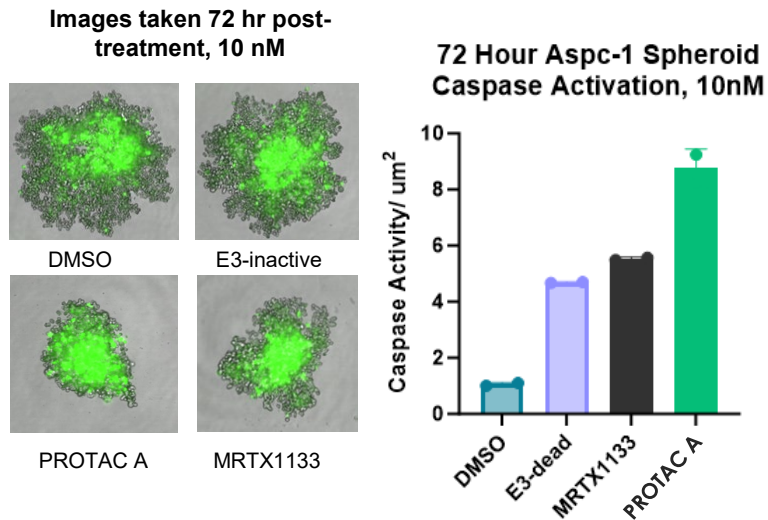 Images taken 72 hr post-
treatment, 10 nM
DMSO
E3-inactive
PROTAC A
MRTX1133
72 Hour Aspc-1 Spheroid
Caspase Activation, 10nM
Caspase Activity/ um²
10
8
6
4
2
0
DMSO
E3-dead
MRTX1133
PROTAC A